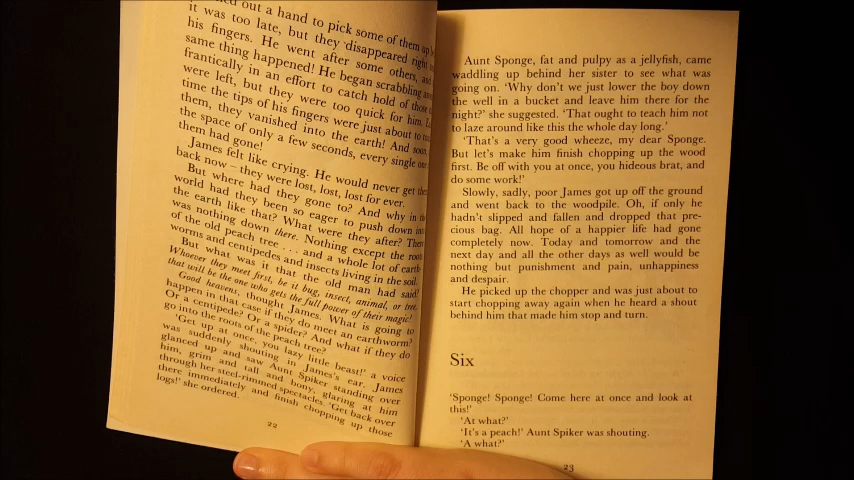 out a hand to pick some of them up
it was too late, but they disappeared right
his fingers. He went after some others, and
same thing happened! He began scrabbling
frantically in an effort to catch hold of those
were left, but they were too quick for him.
time the tips of his fingers were just about to
them, they vanished into the earth! And soon,
the space of only a few seconds, every single one
them had gone!
James felt like crying. He would never get
back now – they were lost, lost, lost for ever.
But where had they gone to? And why in
world had they been so eager to push down
the earth like that? What were they after?
was nothing down there. Nothing except the roots
of the old peach tree . . . and a whole lot of
worms and centipedes and insects living in the soil.
But what was it that the old man had said?
Whoever they meet first, be it bug, insect, animal, or tree,
that will be the one who gets the full power of their magic!
Good heavens, thought James. What is going to
happen in that case if they do meet an earthworm?
Or a centipede? Or a spider? And what if they do
go into the roots of the peach tree?
'Get up at once, you lazy little beast!' a voice
was suddenly shouting in James's ear. James
glanced up and saw Aunt Spiker standing over
him, grim and tall and bony, glaring at him
through her steel-rimmed spectacles. 'Get back over
there immediately and finish chopping up those
logs!' she ordered.
22
Aunt Sponge, fat and pulpy as a jellyfish, came
waddling up behind her sister to see what was
going on. 'Why don't we just lower the boy down
the well in a bucket and leave him there for the
night?' she suggested. 'That ought to teach him not
to laze around like this the whole day long.'
'That's a very good wheeze, my dear Sponge.
But let's make him finish chopping up the wood
first. Be off with you at once, you hideous brat, and
do some work!'
Slowly, sadly, poor James got up off the ground
and went back to the woodpile. Oh, if only he
hadn't slipped and fallen and dropped that pre-
cious bag. All hope of a happier life had gone
completely now. Today and tomorrow and the
next day and all the other days as well would be
nothing but punishment and pain, unhappiness
and despair.
He picked up the chopper and was just about to
start chopping away again when he heard a shout
behind him that made him stop and turn.
Six
'Sponge! Sponge! Come here at once and look at
this!'
'At what?'
'It's a peach!' Aunt Spiker was shouting.
'A what?'
23